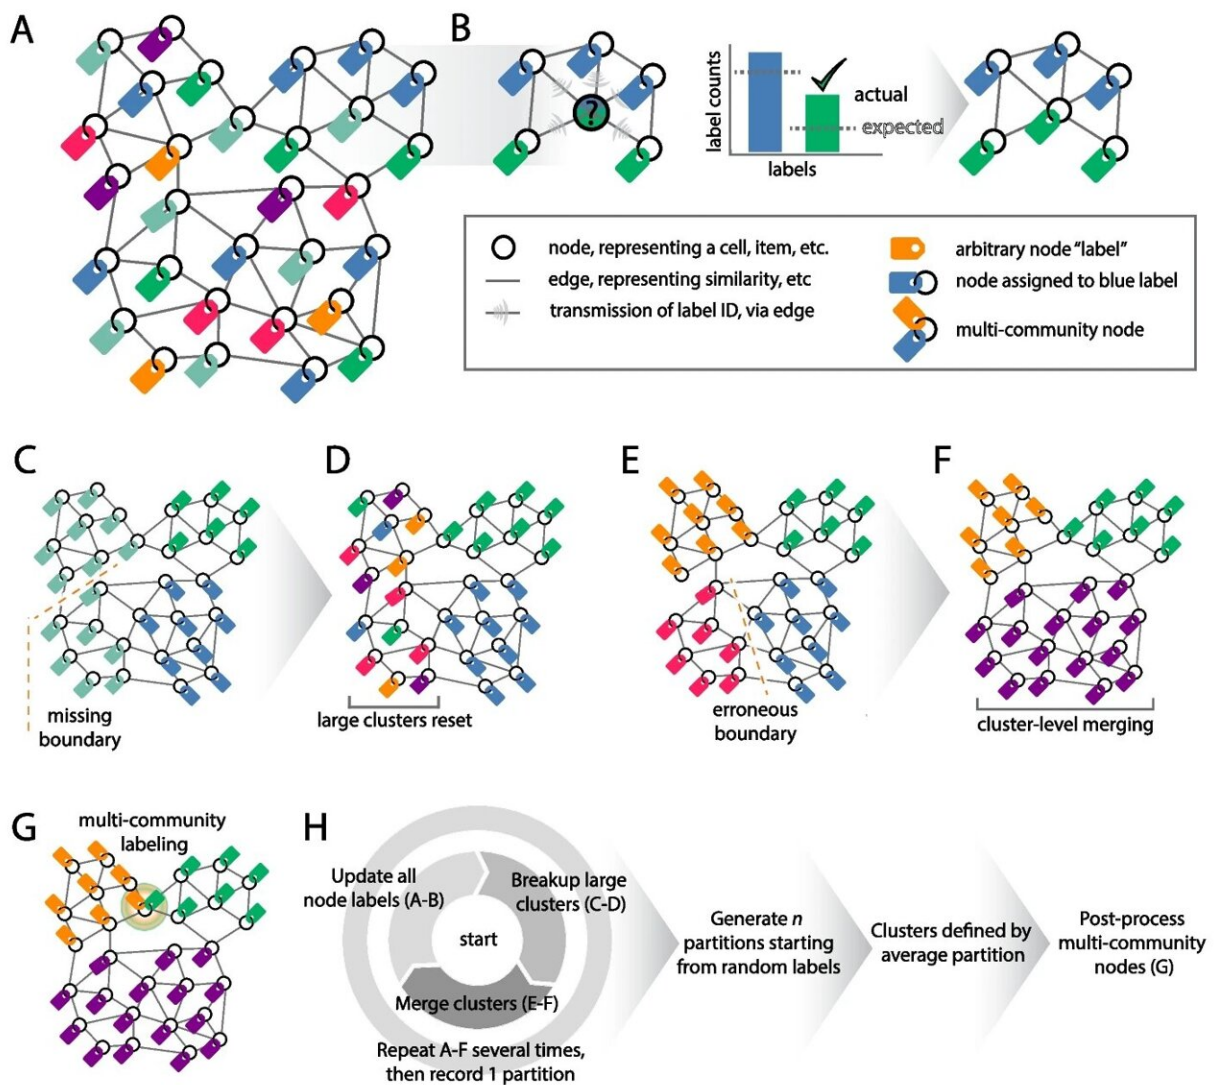 A
B
?
label counts
actual
expected
labels
node, representing a cell, item, etc.
edge, representing similarity, etc
transmission of label ID, via edge
arbitrary node "label"
node assigned to blue label
multi-community node
C
missing
boundary
D
large clusters reset
E
erroneous
boundary
F
cluster-level merging
G
multi-community
labeling
H
Update all
node labels (A-B)
Breakup large
clusters (C-D)
start
Merge clusters (E-F)
Repeat A-F several times,
then record 1 partition
Generate n
partitions starting
from random labels
Clusters defined by
average partition
Post-process
multi-community
nodes (G)